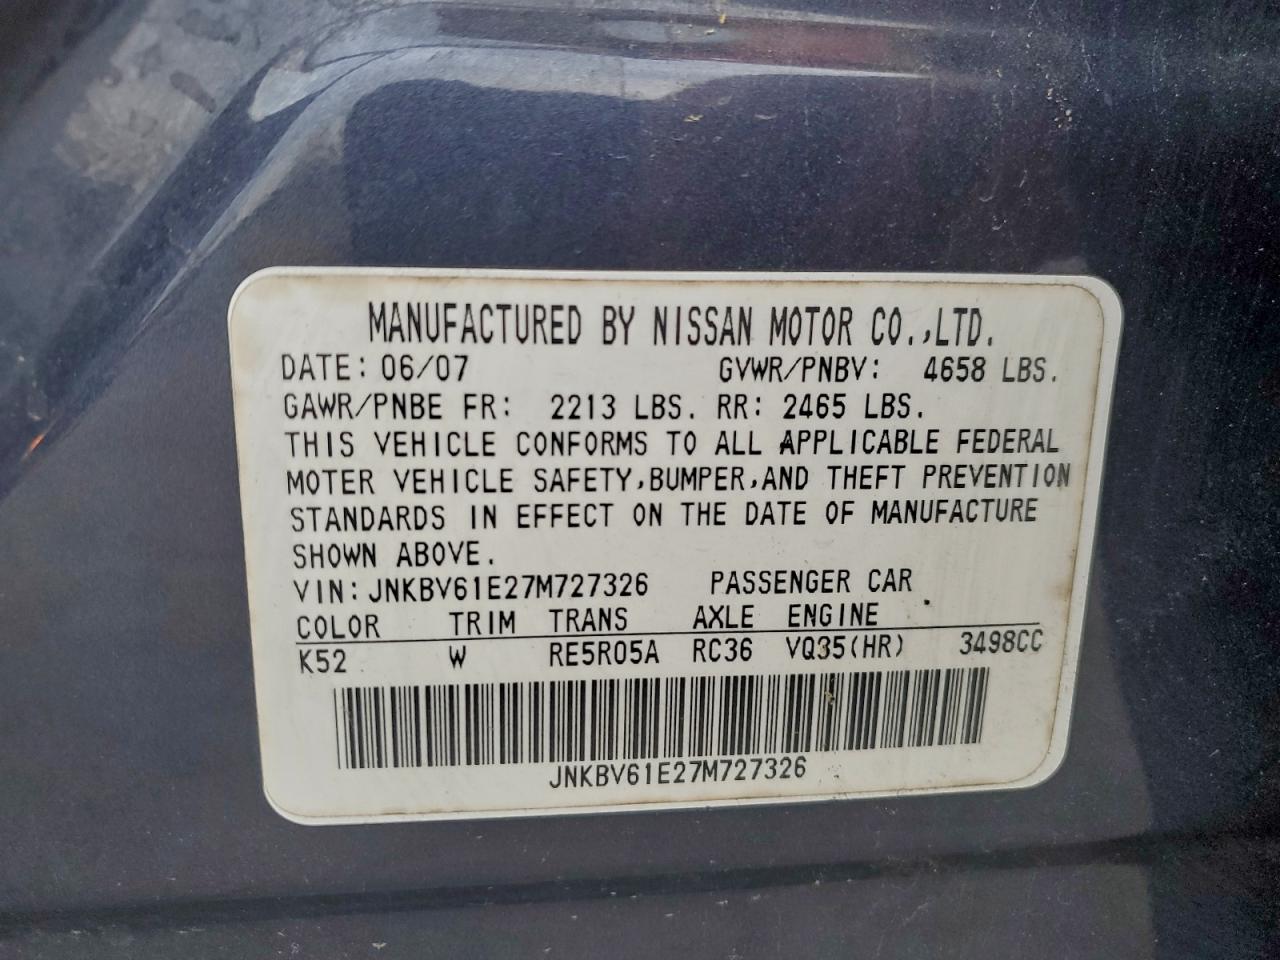 MANUFACTURED BY NISSAN MOTOR CO.,LTD.
DATE: 06/07 GVWR/PNBV: 4658 LBS.
GAWR/PNBE FR: 2213 LBS. RR: 2465 LBS.
THIS VEHICLE CONFORMS TO ALL APPLICABLE FEDERAL
MOTER VEHICLE SAFETY,BUMPER,AND THEFT PREVENTION
STANDARDS IN EFFECT ON THE DATE OF MANUFACTURE
SHOWN ABOVE.
VIN:JNKBV61E27M727326 PASSENGER CAR
COLOR TRIM TRANS AXLE ENGINE
K52 W RE5R05A RC36 VQ35(HR) 3498CC
JNKBV61E27M727326